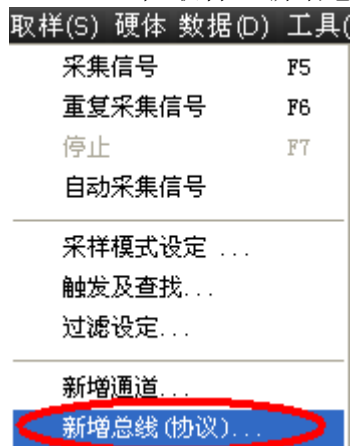 取样(S) 硬体 数据(D) 工具(
采集信号 F5
重复采集信号 F6
停止 F7
自动采集信号
采样模式设定 ...
触发及查找...
过滤设定...
新增通道...
新增总线(协议)...